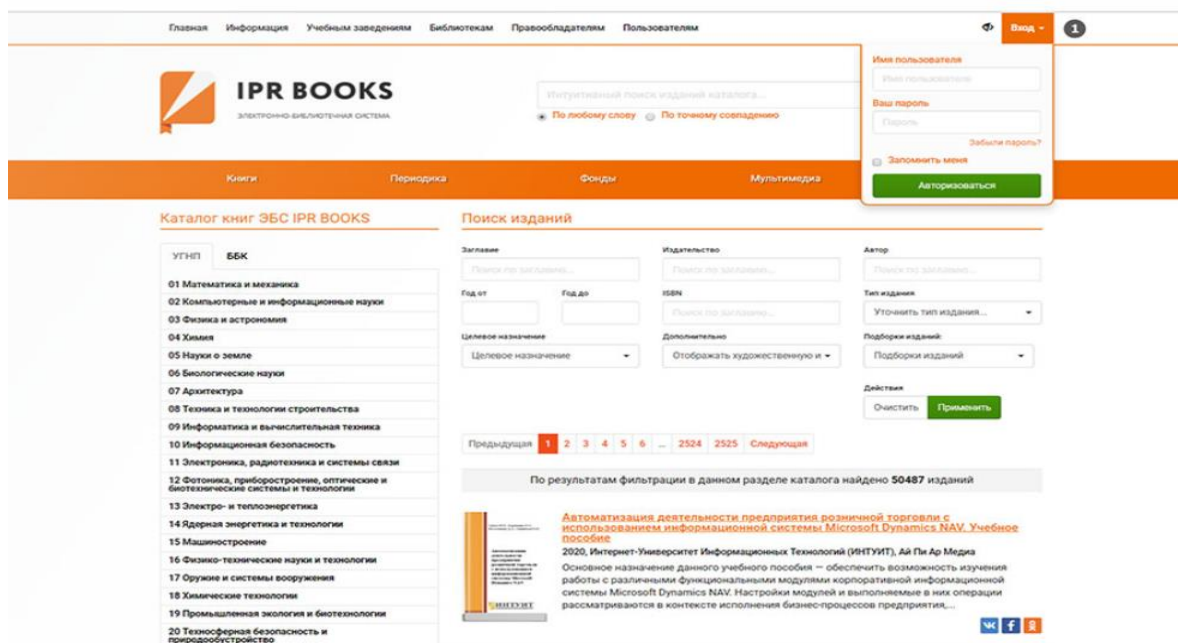 Главная Информация Учебным заведениям Библиотекам Правообладателям Пользователям Вход 1
IPR BOOKS
ЭЛЕКТРОННО-БИБЛИОТЕЧНАЯ СИСТЕМА
Интуитивный поиск изданий каталога...
По любому слову По точному совпадению
Имя пользователя
Имя пользователя
Ваш пароль
Пароль
Забыли пароль?
Запомнить меня
Авторизоваться
Книги Периодика Фонды Мультимедиа
Каталог книг ЭБС IPR BOOKS
УГНП ББК
01 Математика и механика
02 Компьютерные и информационные науки
03 Физика и астрономия
04 Химия
05 Науки о земле
06 Биологические науки
07 Архитектура
08 Техника и технологии строительства
09 Информатика и вычислительная техника
10 Информационная безопасность
11 Электроника, радиотехника и системы связи
12 Фотоника, приборостроение, оптические и
биотехнические системы и технологии
13 Электро- и теплоэнергетика
14 Ядерная энергетика и технологии
15 Машиностроение
16 Физико-технические науки и технологии
17 Оружие и системы вооружения
18 Химические технологии
19 Промышленная экология и биотехнологии
20 Техносферная безопасность и
природообустройство
Поиск изданий
Заглавие Издательство Автор
Поиск по заглавию... Поиск по заглавию... Поиск по заглавию...
Год от Год до ISBN Тип издания
Поиск по заглавию... Уточнить тип издания...
Целевое назначение Дополнительно Подборки изданий:
Целевое назначение Отображать художественную и Подборки изданий
Действия
Очистить Применить
Предыдущая 1 2 3 4 5 6 ... 2524 2525 Следующая
По результатам фильтрации в данном разделе каталога найдено 50487 изданий
Автоматизация деятельности предприятия розничной торговли с
использованием информационной системы Microsoft Dynamics NAV. Учебное
пособие
2020, Интернет-Университет Информационных Технологий (ИНТУИТ), Ай Пи Ар Медиа
Основное назначение данного учебного пособия — обеспечить возможность изучения
работы с различными функциональными модулями корпоративной информационной
системы Microsoft Dynamics NAV. Настройки модулей и выполняемые в них операции
рассматриваются в контексте исполнения бизнес-процессов предприятия,...
ИНТУИТ